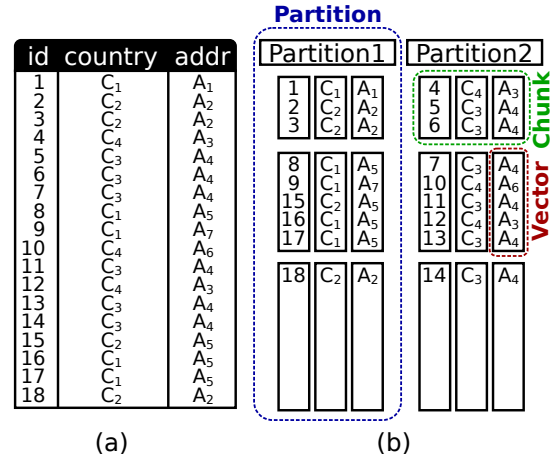 Partition
id country addr
1 C1 A1
2 C2 A2
3 C2 A2
4 C4 A3
5 C3 A4
6 C3 A4
7 C3 A4
8 C1 A5
9 C1 A7
10 C4 A6
11 C3 A4
12 C4 A3
13 C3 A4
14 C3 A4
15 C2 A5
16 C1 A5
17 C1 A5
18 C2 A2
(a)
Partition1
1 C1 A1
2 C2 A2
3 C2 A2
8 C1 A5
9 C1 A7
15 C2 A5
16 C1 A5
17 C1 A5
18 C2 A2
Partition2
4 C4 A3
5 C3 A4
6 C3 A4
Chunk
7 C3 A4
10 C4 A6
11 C3 A4
12 C4 A3
13 C3 A4
Vector
14 C3 A4
(b)